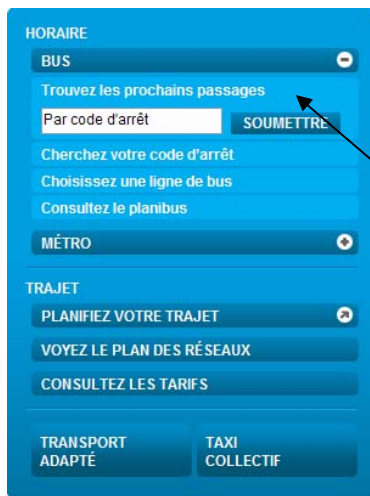 HORAIRE
BUS
Trouvez les prochains passages
Par code d'arrêt
SOUMETTRE
Cherchez votre code d'arrêt
Choisissez une ligne de bus
Consultez le planibus
MÉTRO
TRAJET
PLANIFIEZ VOTRE TRAJET
VOYEZ LE PLAN DES RÉSEAUX
CONSULTEZ LES TARIFS
TRANSPORT
ADAPTÉ
TAXI
COLLECTIF